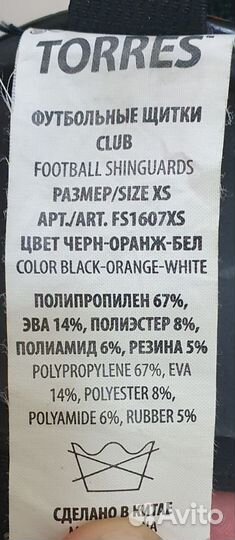 TORRES
ФУТБОЛЬНЫЕ ЩИТКИ
CLUB
FOOTBALL SHINGUARDS
РАЗМЕР/SIZE XS
АРТ./ART. FS1607XS
ЦВЕТ ЧЕРН-ОРАНЖ-БЕЛ
COLOR BLACK-ORANGE-WHITE
ПОЛИПРОПИЛЕН 67%,
ЭВА 14%, ПОЛИЭСТЕР 8%,
ПОЛИАМИД 6%, РЕЗИНА 5%
POLYPROPYLENE 67%, EVA
14%, POLYESTER 8%,
POLYAMIDE 6%, RUBBER 5%
СДЕЛАНО В КИТАЕ
Avito